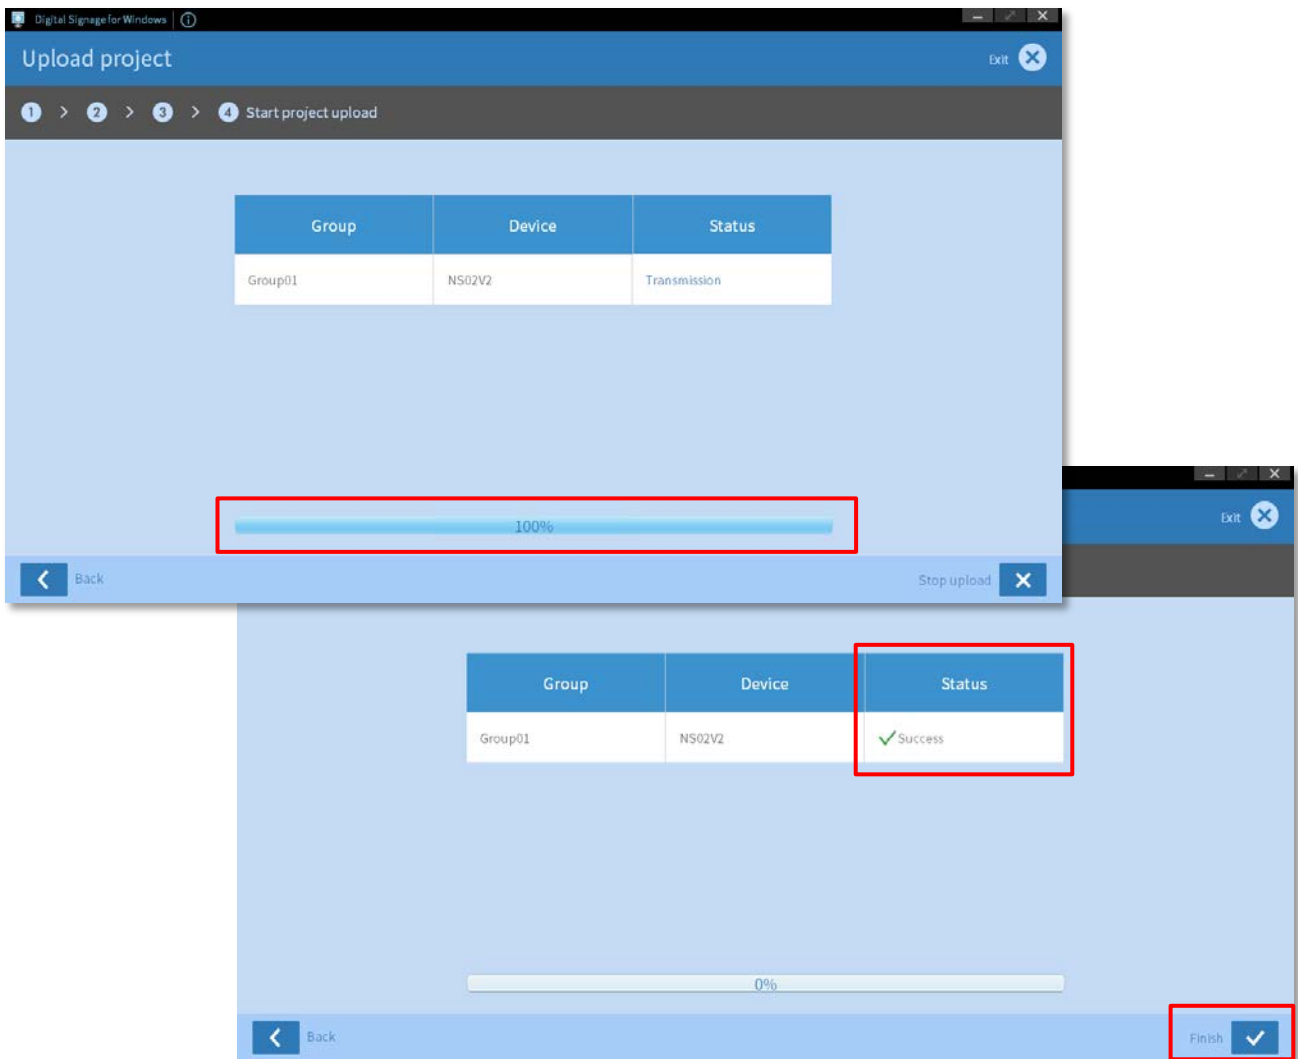 Digital Signage for Windows
Upload project
Exit
1 > 2 > 3 > 4 Start project upload
Group Device Status
Group01 NS02V2 Transmission
100%
Back Stop upload
Exit
Group Device Status
Group01 NS02V2 Success
0%
Back Finish